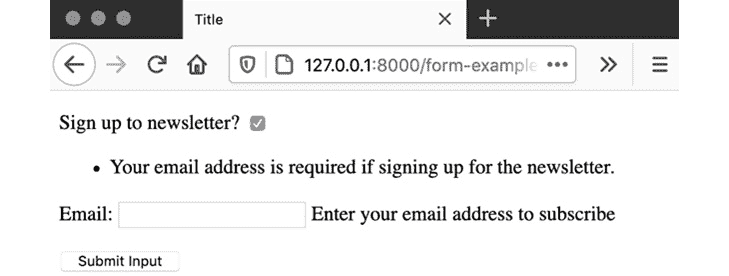 Title
127.0.0.1:8000/form-example
Sign up to newsletter?
• Your email address is required if signing up for the newsletter.
Email: Enter your email address to subscribe
Submit Input